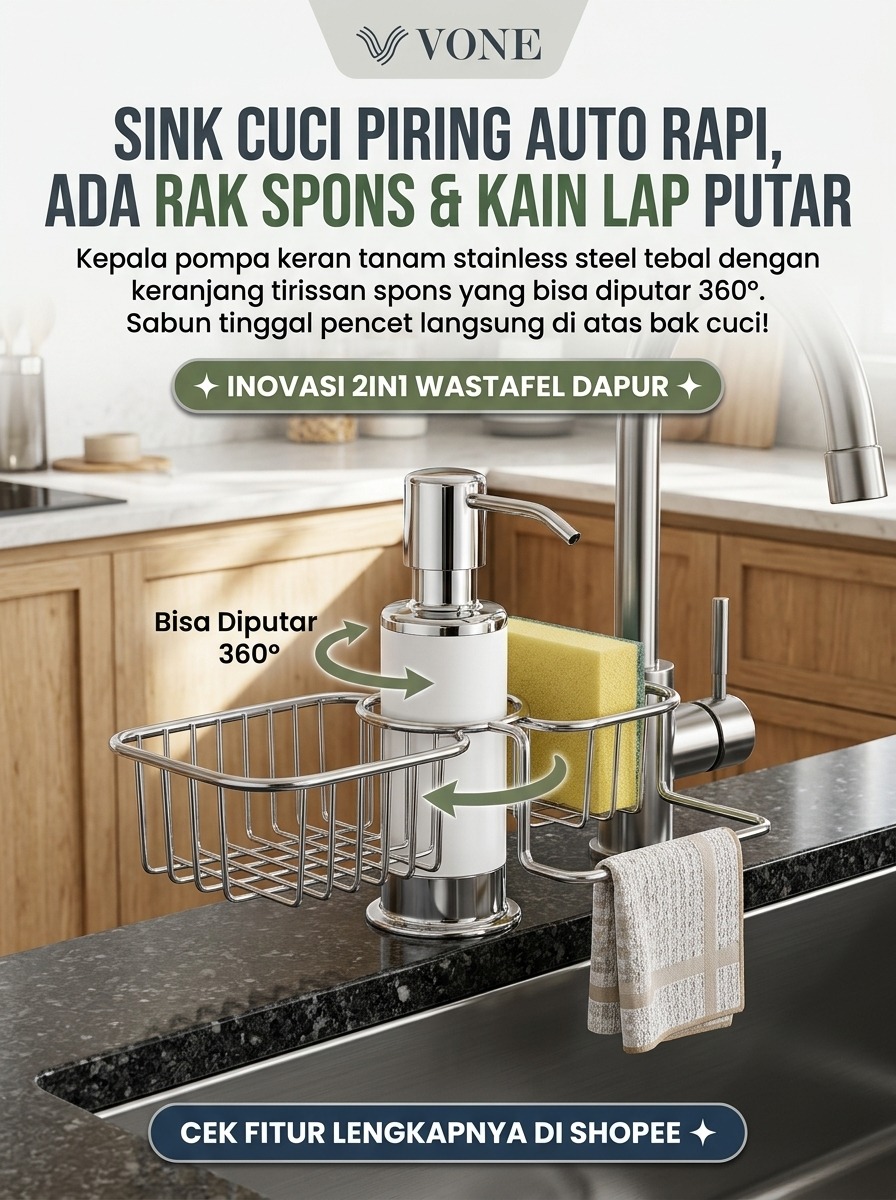 VONE
SINK CUCI PIRING AUTO RAPI,
ADA RAK SPONS & KAIN LAP PUTAR
Kepala pompa keran tanam stainless steel tebal dengan
keranjang tirissan spons yang bisa diputar 360°.
Sabun tinggal pencet langsung di atas bak cuci!
INOVASI 2IN1 WASTAFEL DAPUR
Bisa Diputar
360°
CEK FITUR LENGKAPNYA DI SHOPEE